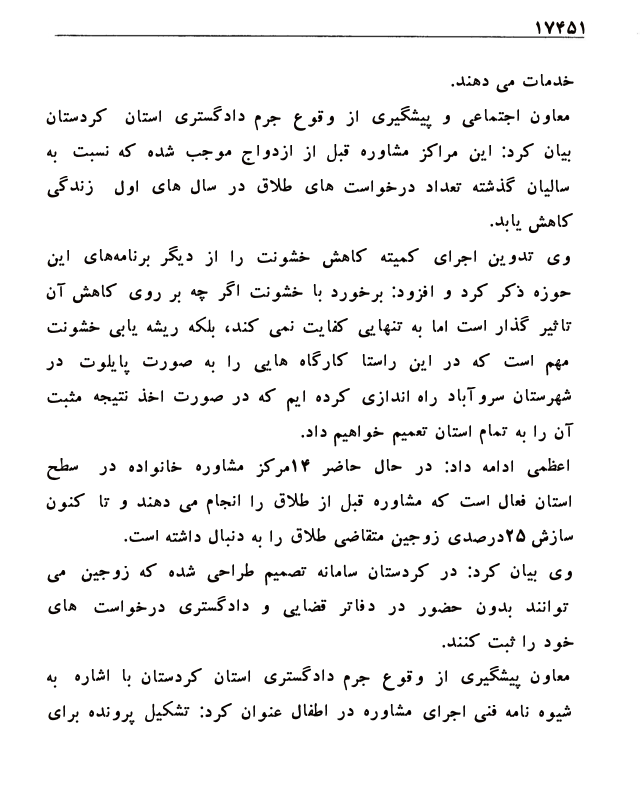 ۱۷۴۵۱
خدمات می دهند.
معاون اجتماعی و پیشگیری از وقوع جرم دادگستری استان کردستان
بیان کرد: این مراکز مشاوره قبل از ازدواج موجب شده که نسبت به
سالیان گذشته تعداد درخواست های طلاق در سال های اول زندگی
کاهش یابد.
وی تدوین اجرای کمیته کاهش خشونت را از دیگر برنامه‌های این
حوزه ذکر کرد و افزود: برخورد با خشونت اگر چه بر روی کاهش آن
تاثیر گذار است اما به تنهایی کفایت نمی کند، بلکه ریشه یابی خشونت
مهم است که در این راستا کارگاه هایی را به صورت پایلوت در
شهرستان سروآباد راه اندازی کرده ایم که در صورت اخذ نتیجه مثبت
آن را به تمام استان تعمیم خواهیم داد.
اعظمی ادامه داد: در حال حاضر ۱۴مرکز مشاوره خانواده در سطح
استان فعال است که مشاوره قبل از طلاق را انجام می دهند و تا کنون
سازش ۲۵درصدی زوجین متقاضی طلاق را به دنبال داشته است.
وی بیان کرد: در کردستان سامانه تصمیم طراحی شده که زوجین می
توانند بدون حضور در دفاتر قضایی و دادگستری درخواست های
خود را ثبت کنند.
معاون پیشگیری از وقوع جرم دادگستری استان کردستان با اشاره به
شیوه نامه فنی اجرای مشاوره در اطفال عنوان کرد: تشکیل پرونده برای